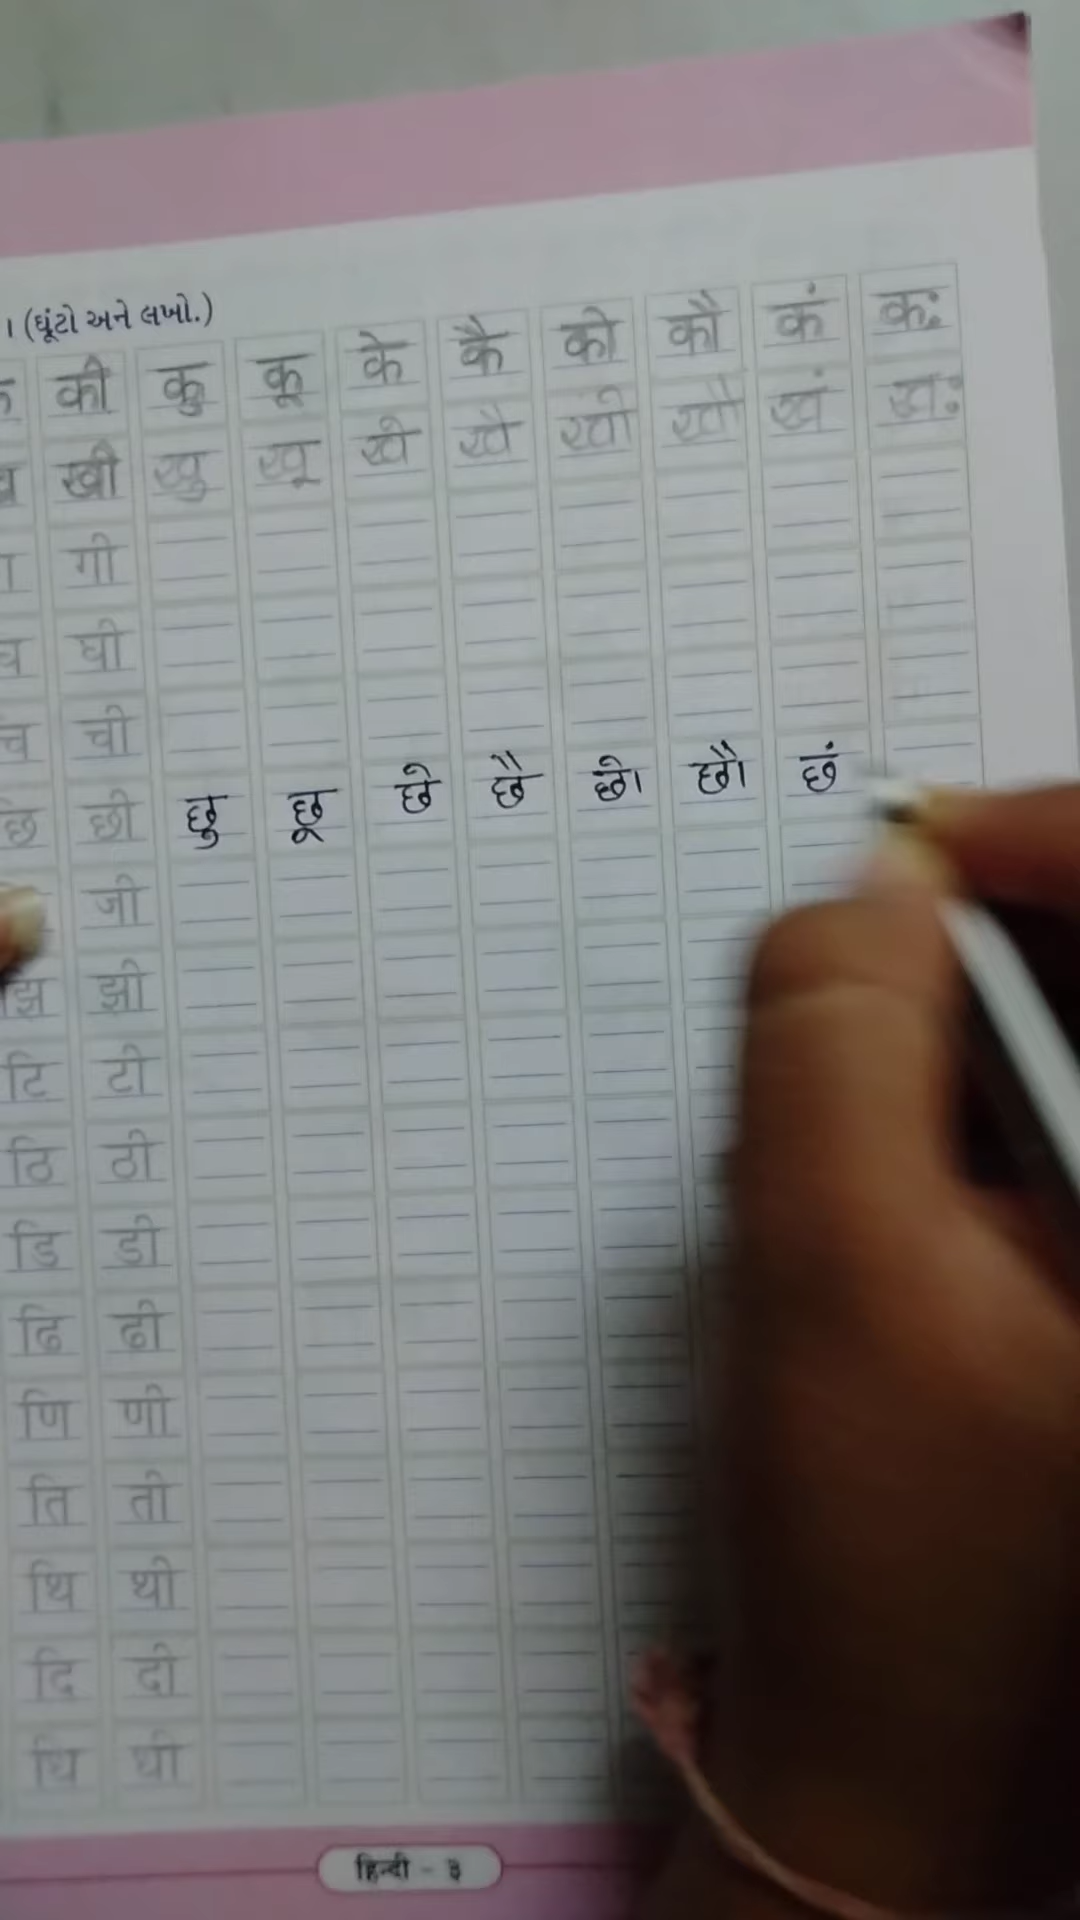 । (ઘૂંટો અને લખો.)
की कु कू के कै को कौ कं कः
खी खु खू खे खै खो खौ खं खः
गी
घी
ची
छि छी छु छू छे छै छो छौ छं
जी
झी
टि टी
ठि ठी
डि डी
ढि ढी
णि णी
ति ती
थि थी
दि दी
धि धी
हिन्दी - ३